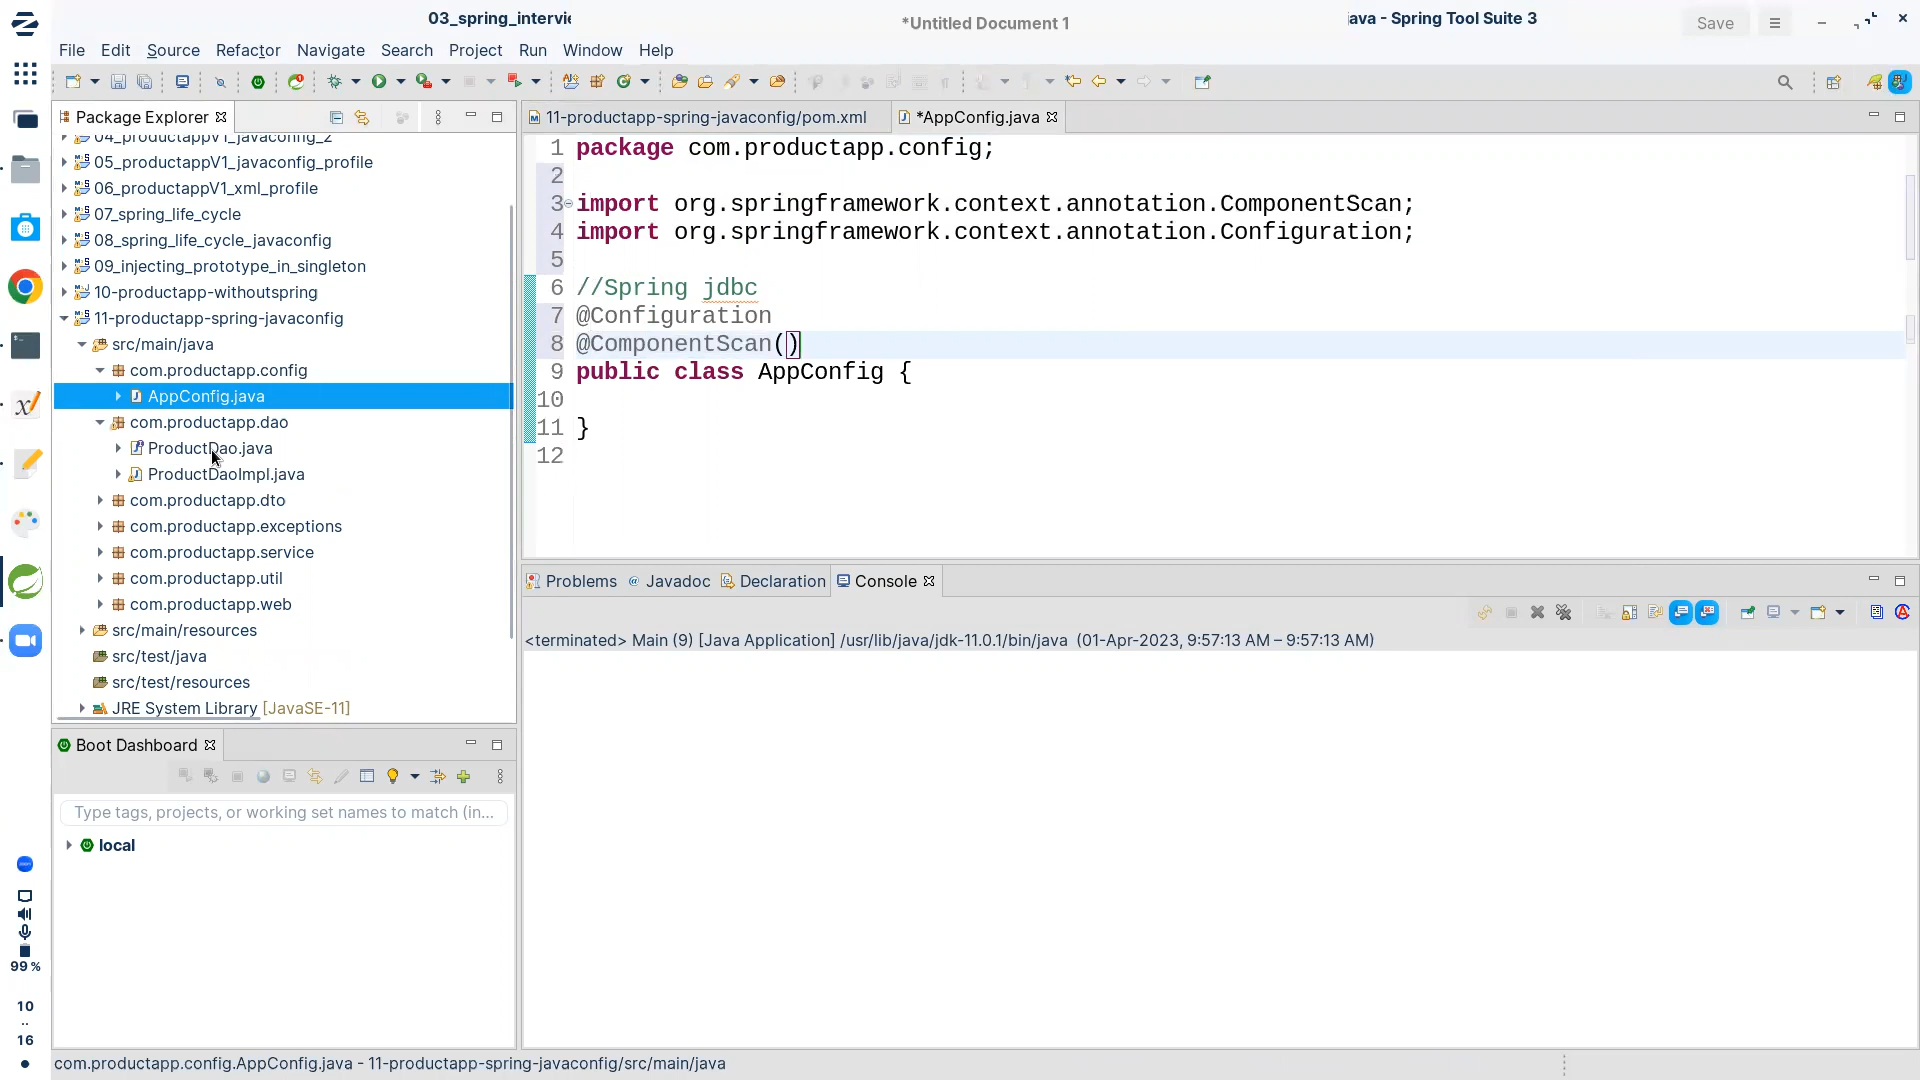 03_spring_intervie
*Untitled Document 1
java - Spring Tool Suite 3
Save
File Edit Source Refactor Navigate Search Project Run Window Help
Package Explorer
04_productappV1_javaconfig_2
05_productappV1_javaconfig_profile
06_productappV1_xml_profile
07_spring_life_cycle
08_spring_life_cycle_javaconfig
09_injecting_prototype_in_singleton
10-productapp-withoutspring
11-productapp-spring-javaconfig
src/main/java
com.productapp.config
AppConfig.java
com.productapp.dao
ProductDao.java
ProductDaoImpl.java
com.productapp.dto
com.productapp.exceptions
com.productapp.service
com.productapp.util
com.productapp.web
src/main/resources
src/test/java
src/test/resources
JRE System Library [JavaSE-11]
11-productapp-spring-javaconfig/pom.xml
*AppConfig.java
1 package com.productapp.config;
2
3 import org.springframework.context.annotation.ComponentScan;
4 import org.springframework.context.annotation.Configuration;
5
6 //Spring jdbc
7 @Configuration
8 @ComponentScan()
9 public class AppConfig {
10
11 }
12
Problems @ Javadoc Declaration Console
<terminated> Main (9) [Java Application] /usr/lib/java/jdk-11.0.1/bin/java (01-Apr-2023, 9:57:13 AM – 9:57:13 AM)
Boot Dashboard
Type tags, projects, or working set names to match (in...
local
99 %
10
..
16
com.productapp.config.AppConfig.java - 11-productapp-spring-javaconfig/src/main/java